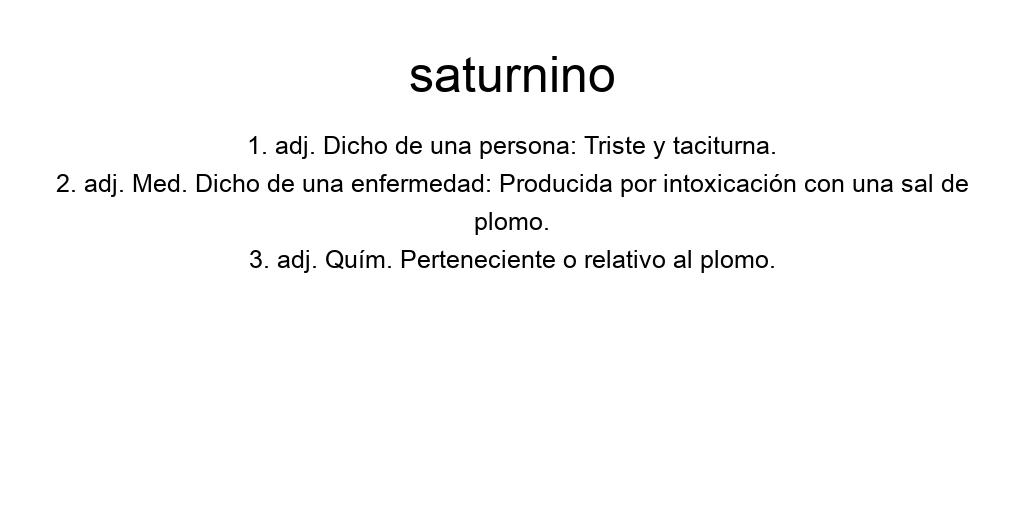 saturnino
1. adj. Dicho de una persona: Triste y taciturna.
2. adj. Med. Dicho de una enfermedad: Producida por intoxicación con una sal de
plomo.
3. adj. Quím. Perteneciente o relativo al plomo.